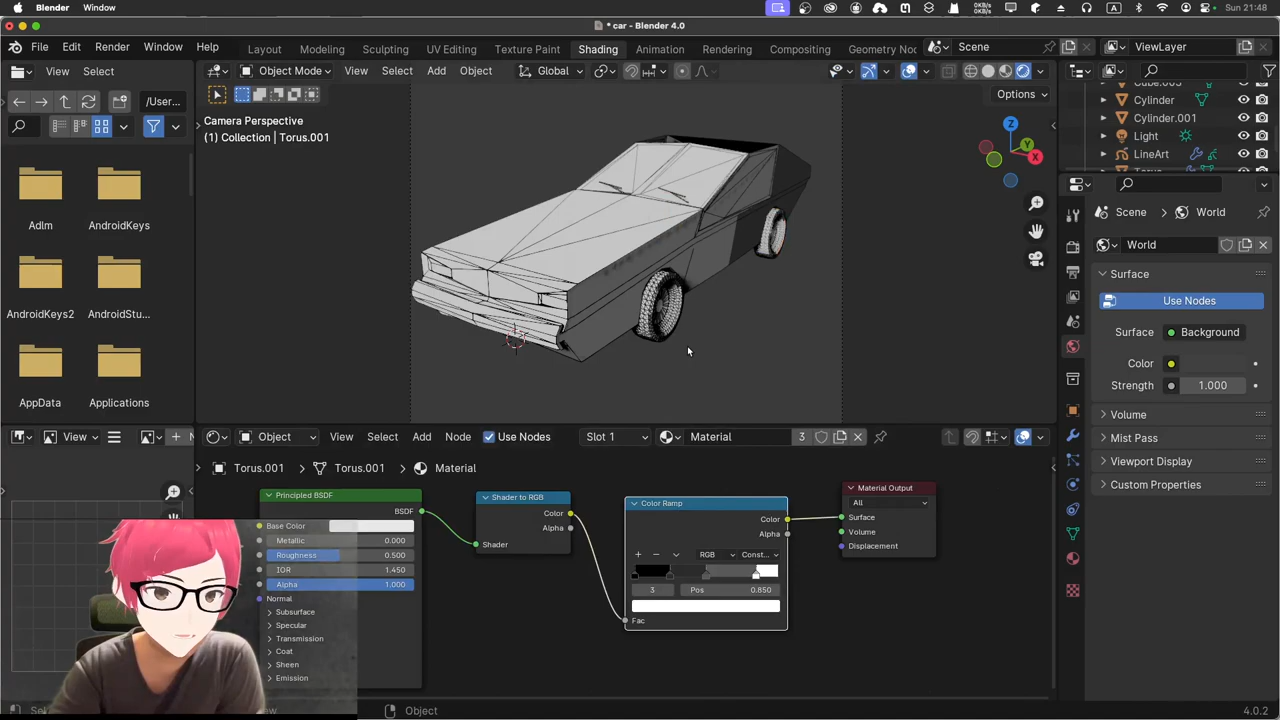 Blender
Window
0KB/s
0KB/s
A
Sun 21:48
* car - Blender 4.0
File
Edit
Render
Window
Help
Layout
Modeling
Sculpting
UV Editing
Texture Paint
Shading
Animation
Rendering
Compositing
Geometry Noc
Scene
ViewLayer
View
Select
Object Mode
View
Select
Add
Object
Global
/User...
Options
Camera Perspective
(1) Collection | Torus.001
Z
Y
X
Cylinder
Cylinder.001
Light
LineArt
Adlm
AndroidKeys
AndroidKeys2
AndroidStu...
AppData
Applications
Scene
World
World
Surface
Use Nodes
Surface
Background
Color
Strength
1.000
Volume
Mist Pass
Viewport Display
Custom Properties
View
Object
View
Select
Add
Node
Use Nodes
Slot 1
Material
3
Torus.001
Torus.001
Material
Principled BSDF
BSDF
Base Color
Metallic
0.000
Roughness
0.500
IOR
1.450
Alpha
1.000
Normal
Subsurface
Specular
Transmission
Coat
Sheen
Emission
Shader to RGB
Color
Alpha
Shader
Color Ramp
Color
Alpha
RGB
Const...
3
Pos
0.850
Fac
Material Output
All
Surface
Volume
Displacement
Object
4.0.2